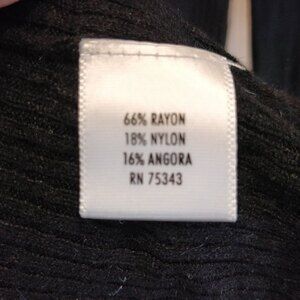 66% RAYON
18% NYLON
16% ANGORA
RN 75343